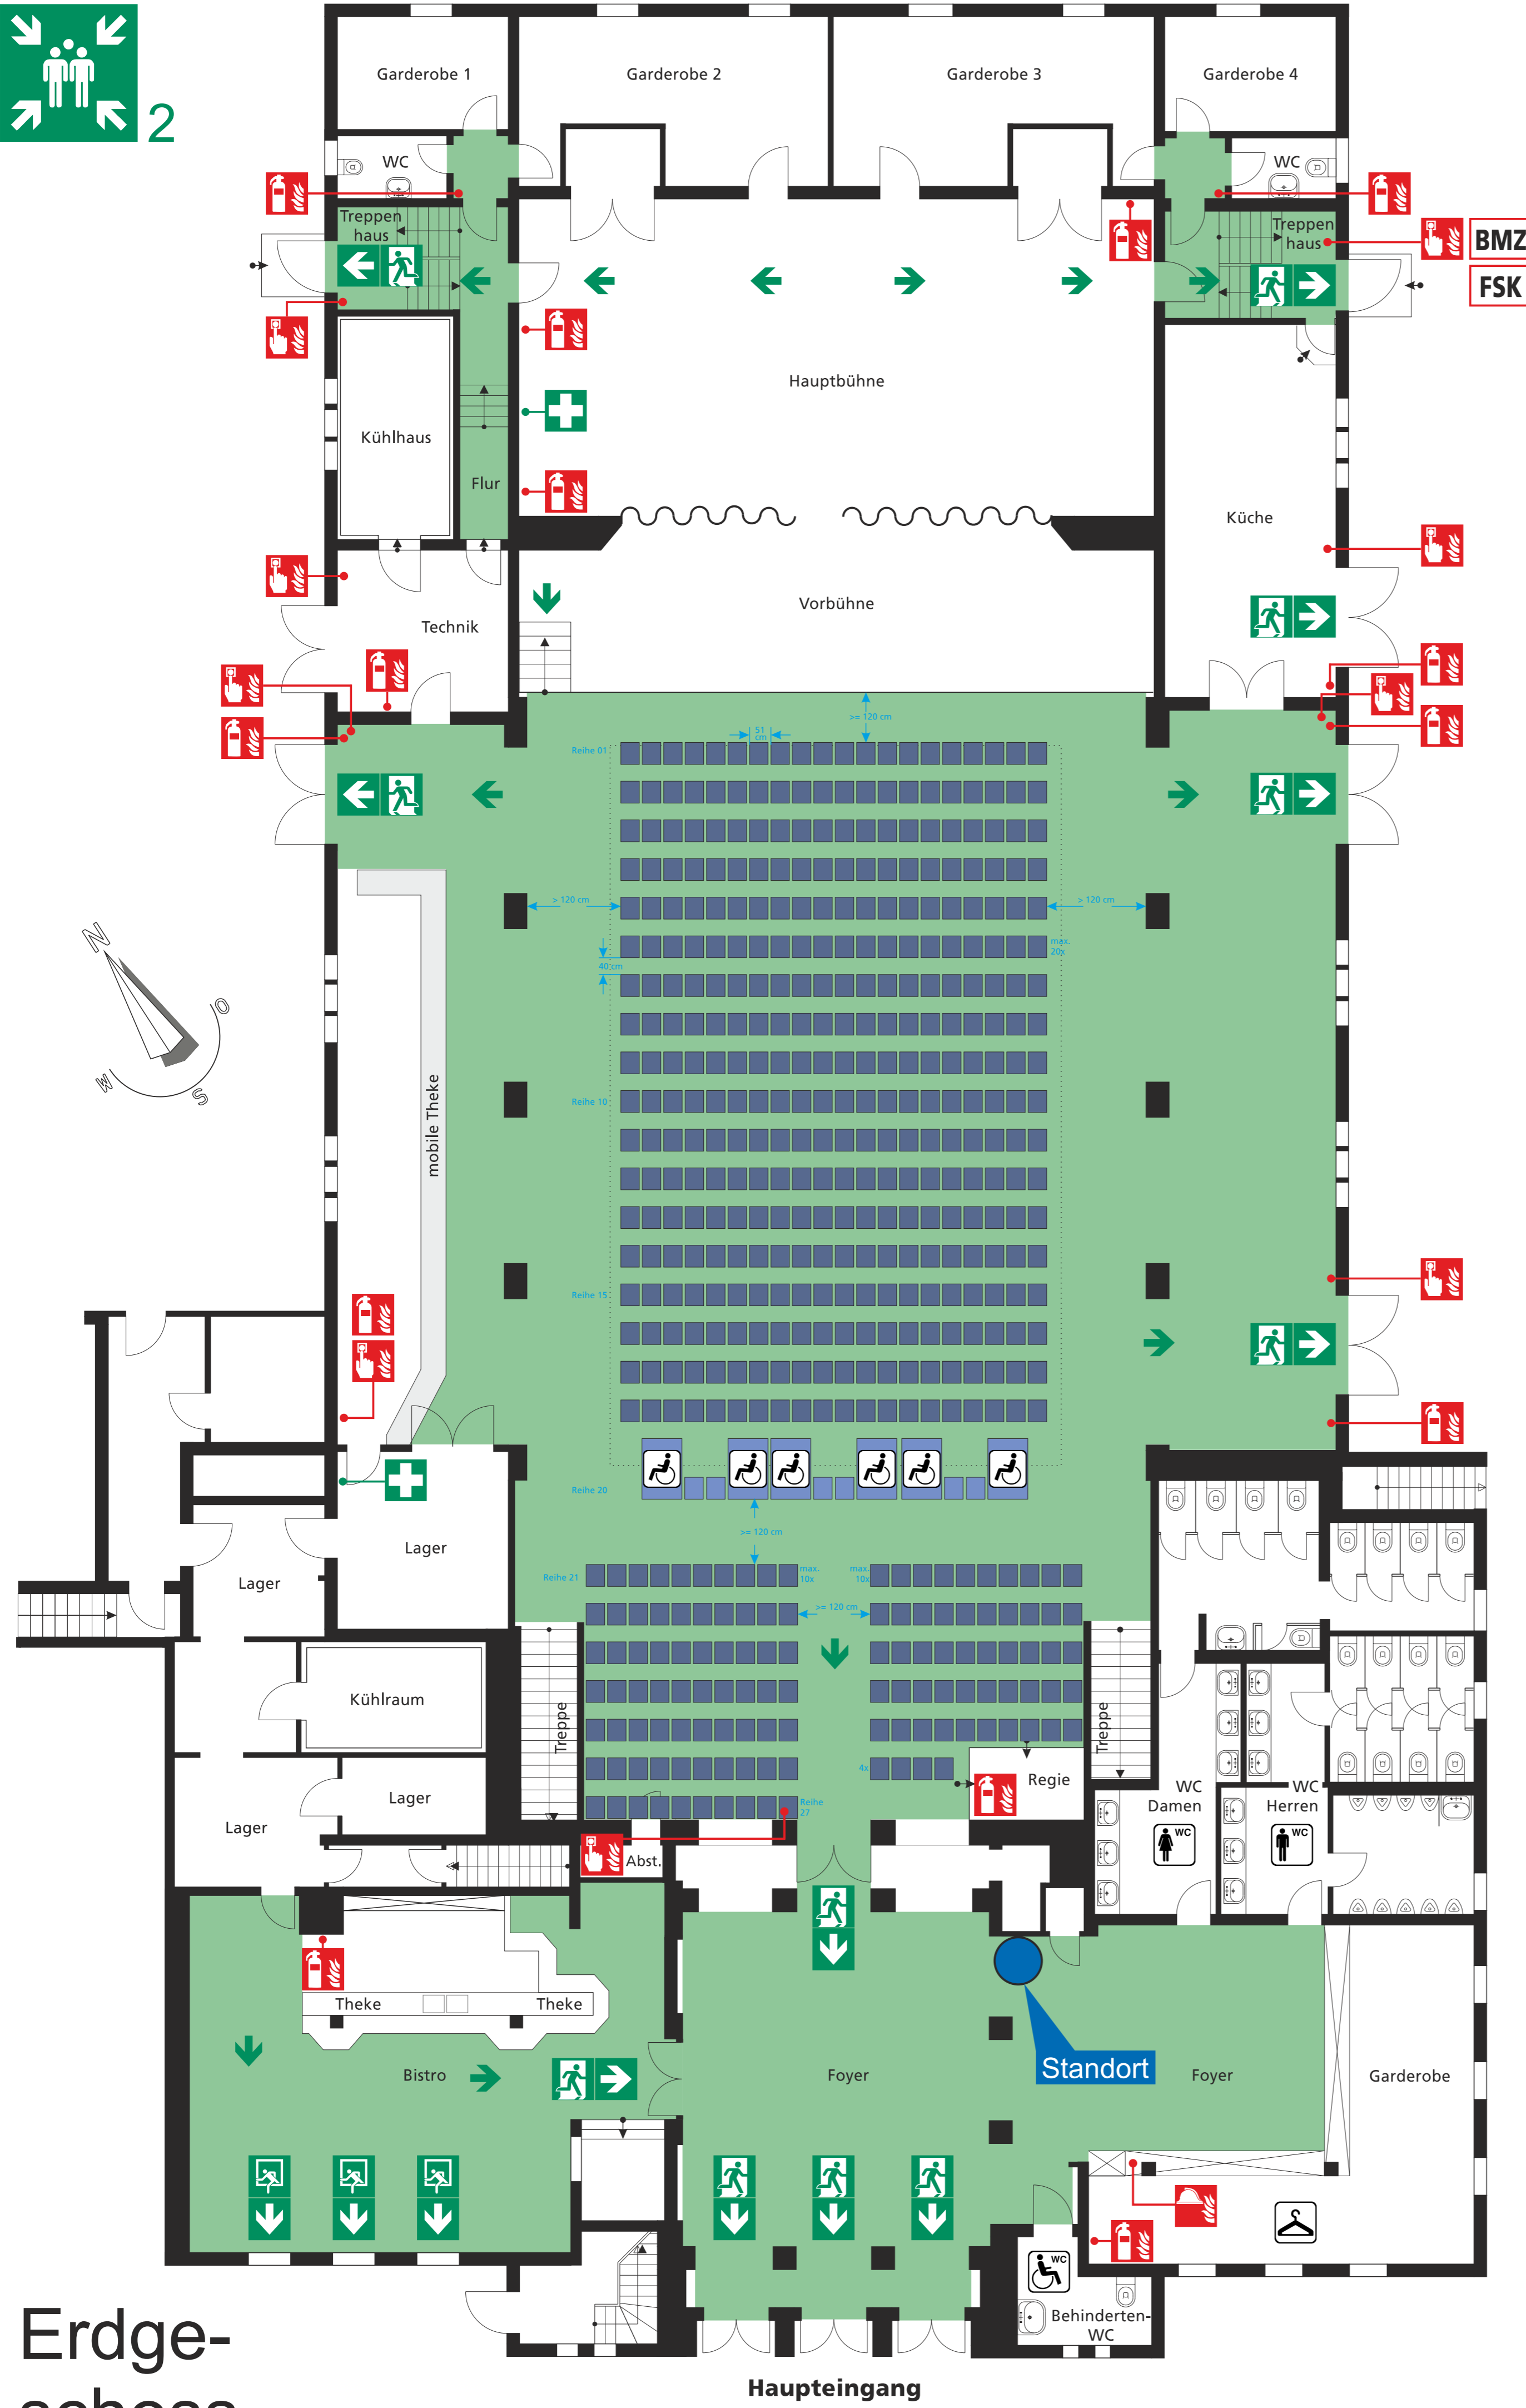 2
Garderobe 1
Garderobe 2
Garderobe 3
Garderobe 4
WC
WC
Treppen
haus
Treppen
haus
BMZ
FSK
Hauptbühne
Kühlhaus
Flur
Küche
Vorbühne
Technik
>= 120 cm
51
cm
Reihe 01
> 120 cm
> 120 cm
max.
20x
40 cm
N
O
W
S
mobile Theke
Reihe 10
Reihe 15
Reihe 20
>= 120 cm
Lager
Lager
Reihe 21
max.
10x
max.
10x
>= 120 cm
Kühlraum
Treppe
Treppe
4x
Regie
Lager
Lager
Reihe
27
WC
Damen
WC
Herren
WC
WC
Abst.
Theke
Theke
Bistro
Foyer
Standort
Foyer
Garderobe
WC
Behinderten-
WC
Erdge-
schoss
Haupteingang